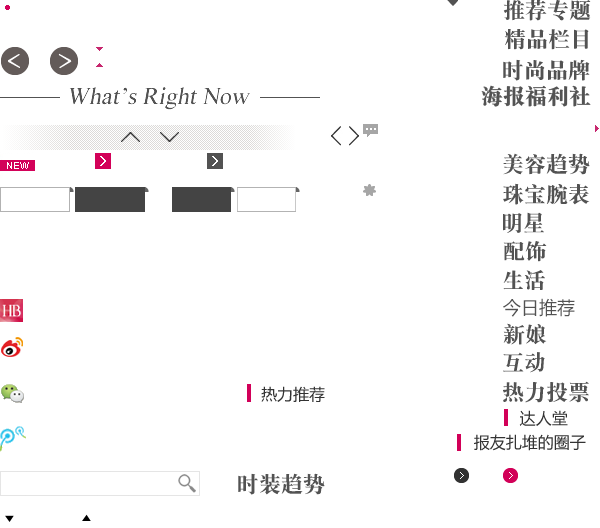 推荐专题
精品栏目
时尚品牌
What's Right Now
海报福利社
NEW
美容趋势
珠宝腕表
明星
配饰
生活
HB
今日推荐
新娘
互动
热力推荐
热力投票
达人堂
报友扎堆的圈子
时装趋势